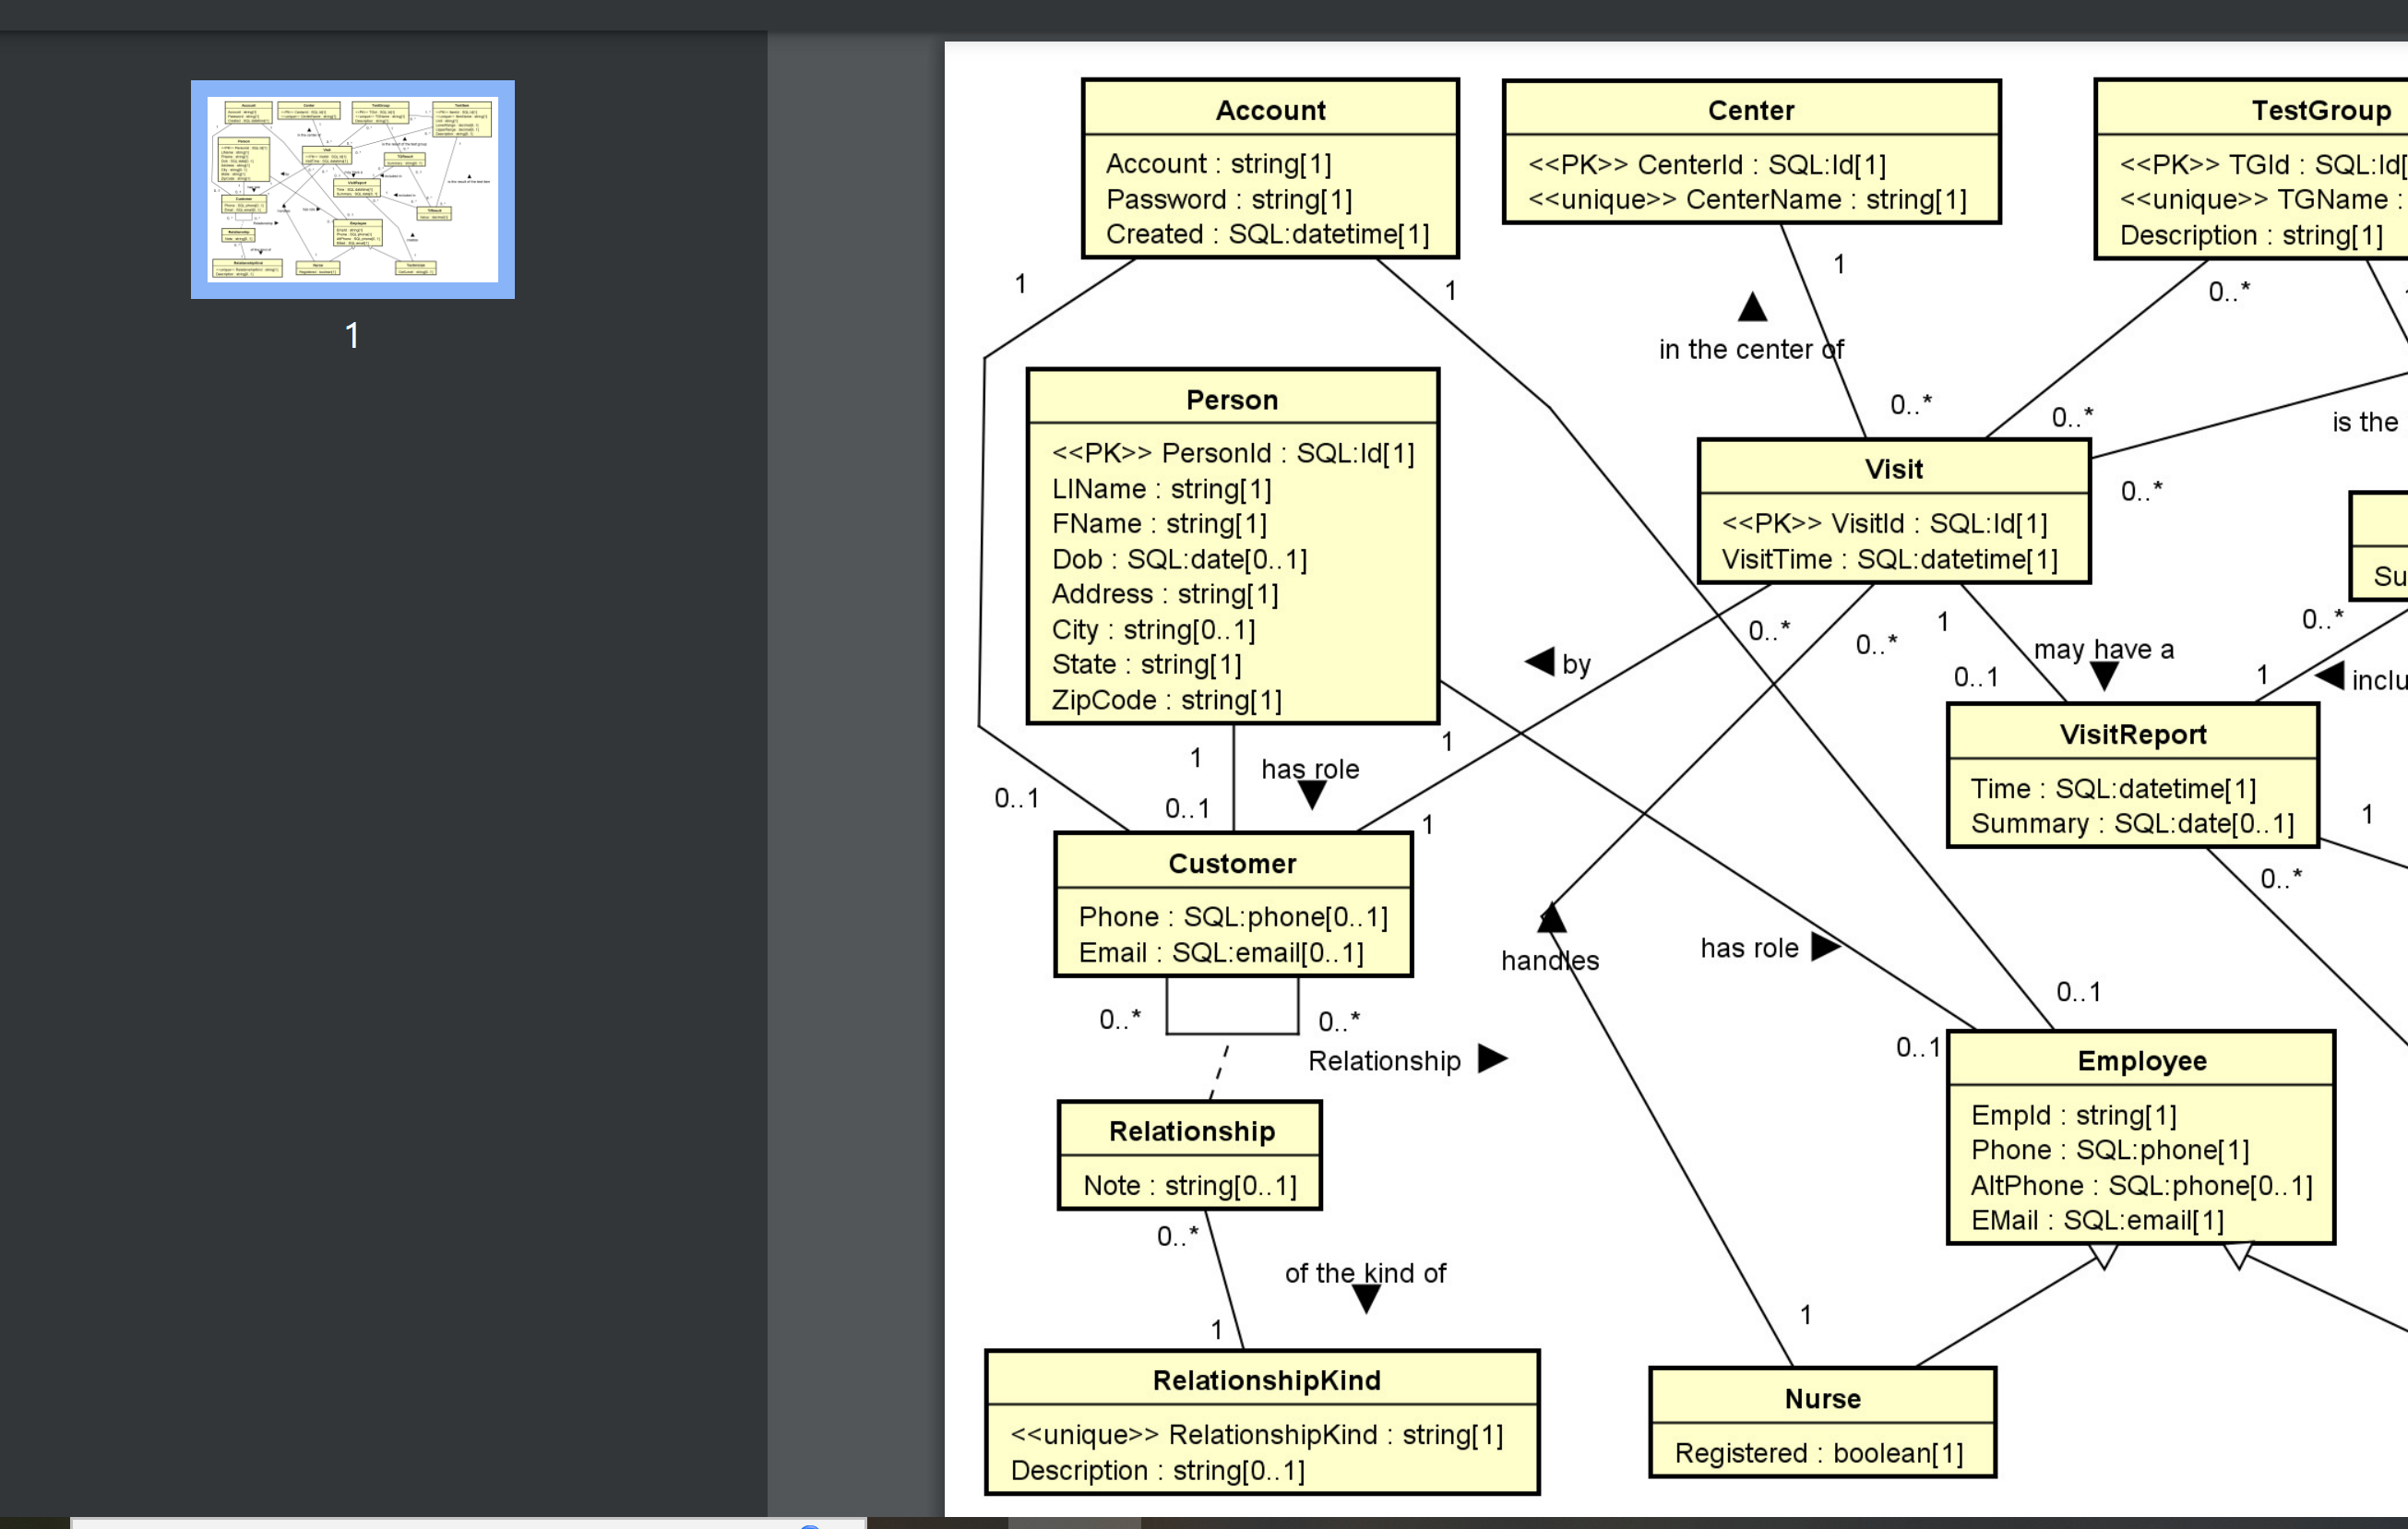 1
Account
Account : string[1]
Password : string[1]
Created : SQL:datetime[1]
Center
<<PK>> CenterId : SQL:Id[1]
<<unique>> CenterName : string[1]
TestGroup
<<PK>> TGId : SQL:Id[
<<unique>> TGName :
Description : string[1]
1
1
1
0..*
in the center of
0..*
0..*
is the
0..*
Person
<<PK>> PersonId : SQL:Id[1]
LIName : string[1]
FName : string[1]
Dob : SQL:date[0..1]
Address : string[1]
City : string[0..1]
State : string[1]
ZipCode : string[1]
Visit
<<PK>> VisitId : SQL:Id[1]
VisitTime : SQL:datetime[1]
Su
0..*
by
0..*
0..*
1
0..1
may have a
1
inclu
1
has role
0..1
0..1
1
1
VisitReport
Time : SQL:datetime[1]
Summary : SQL:date[0..1]
1
0..*
Customer
Phone : SQL:phone[0..1]
Email : SQL:email[0..1]
handles
has role
0..1
0..1
0..*
0..*
Relationship
Employee
EmpId : string[1]
Phone : SQL:phone[1]
AltPhone : SQL:phone[0..1]
EMail : SQL:email[1]
Relationship
Note : string[0..1]
0..*
of the kind of
1
1
RelationshipKind
<<unique>> RelationshipKind : string[1]
Description : string[0..1]
Nurse
Registered : boolean[1]